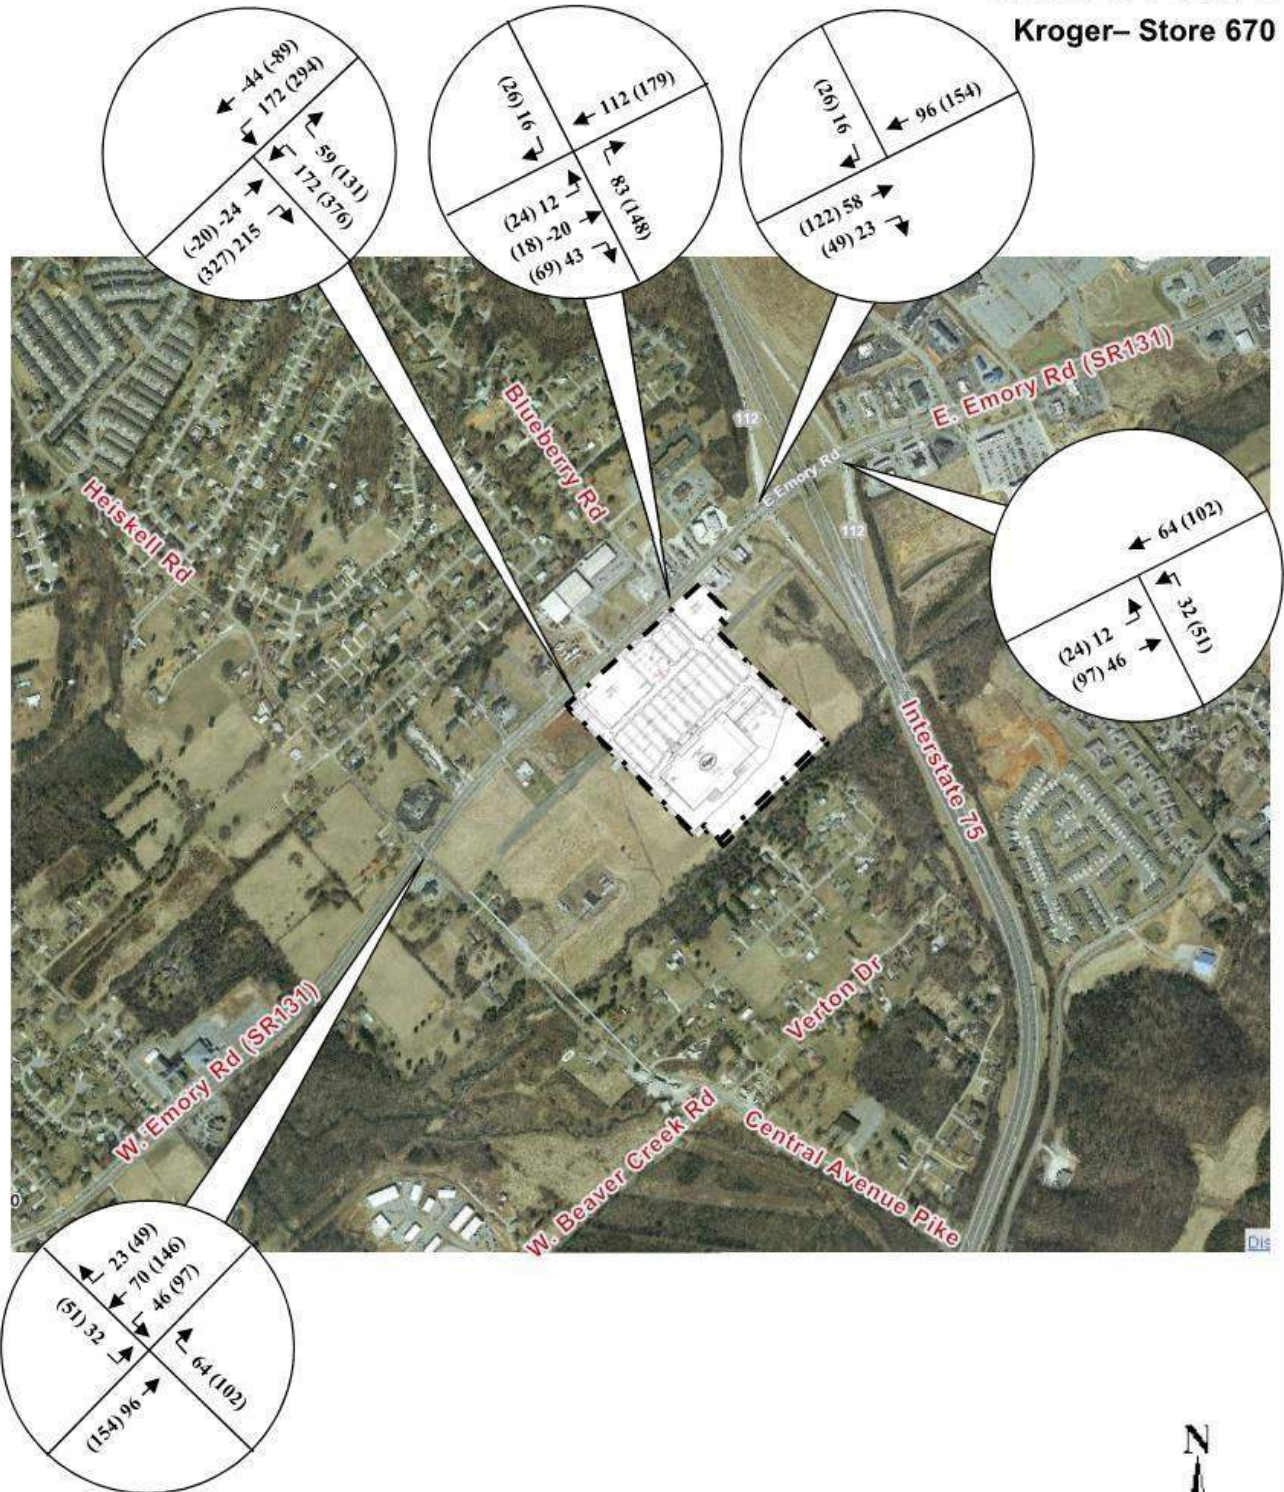 Kroger– Store 670
-44 (-89)
172 (294)
59 (131)
172 (376)
(-20) -24
(327) 215
(26) 16
112 (179)
83 (148)
(24) 12
(18) -20
(69) 43
(26) 16
96 (154)
(122) 58
(49) 23
E. Emory Rd (SR131)
112
E. Emory Rd
Blueberry Rd
Heiskell Rd
112
64 (102)
32 (51)
(24) 12
(97) 46
Interstate 75
Verton Dr
W. Emory Rd (SR131)
W. Beaver Creek Rd
Central Avenue Pike
0
Dis
23 (49)
70 (146)
46 (97)
(51) 32
64 (102)
(154) 96
N